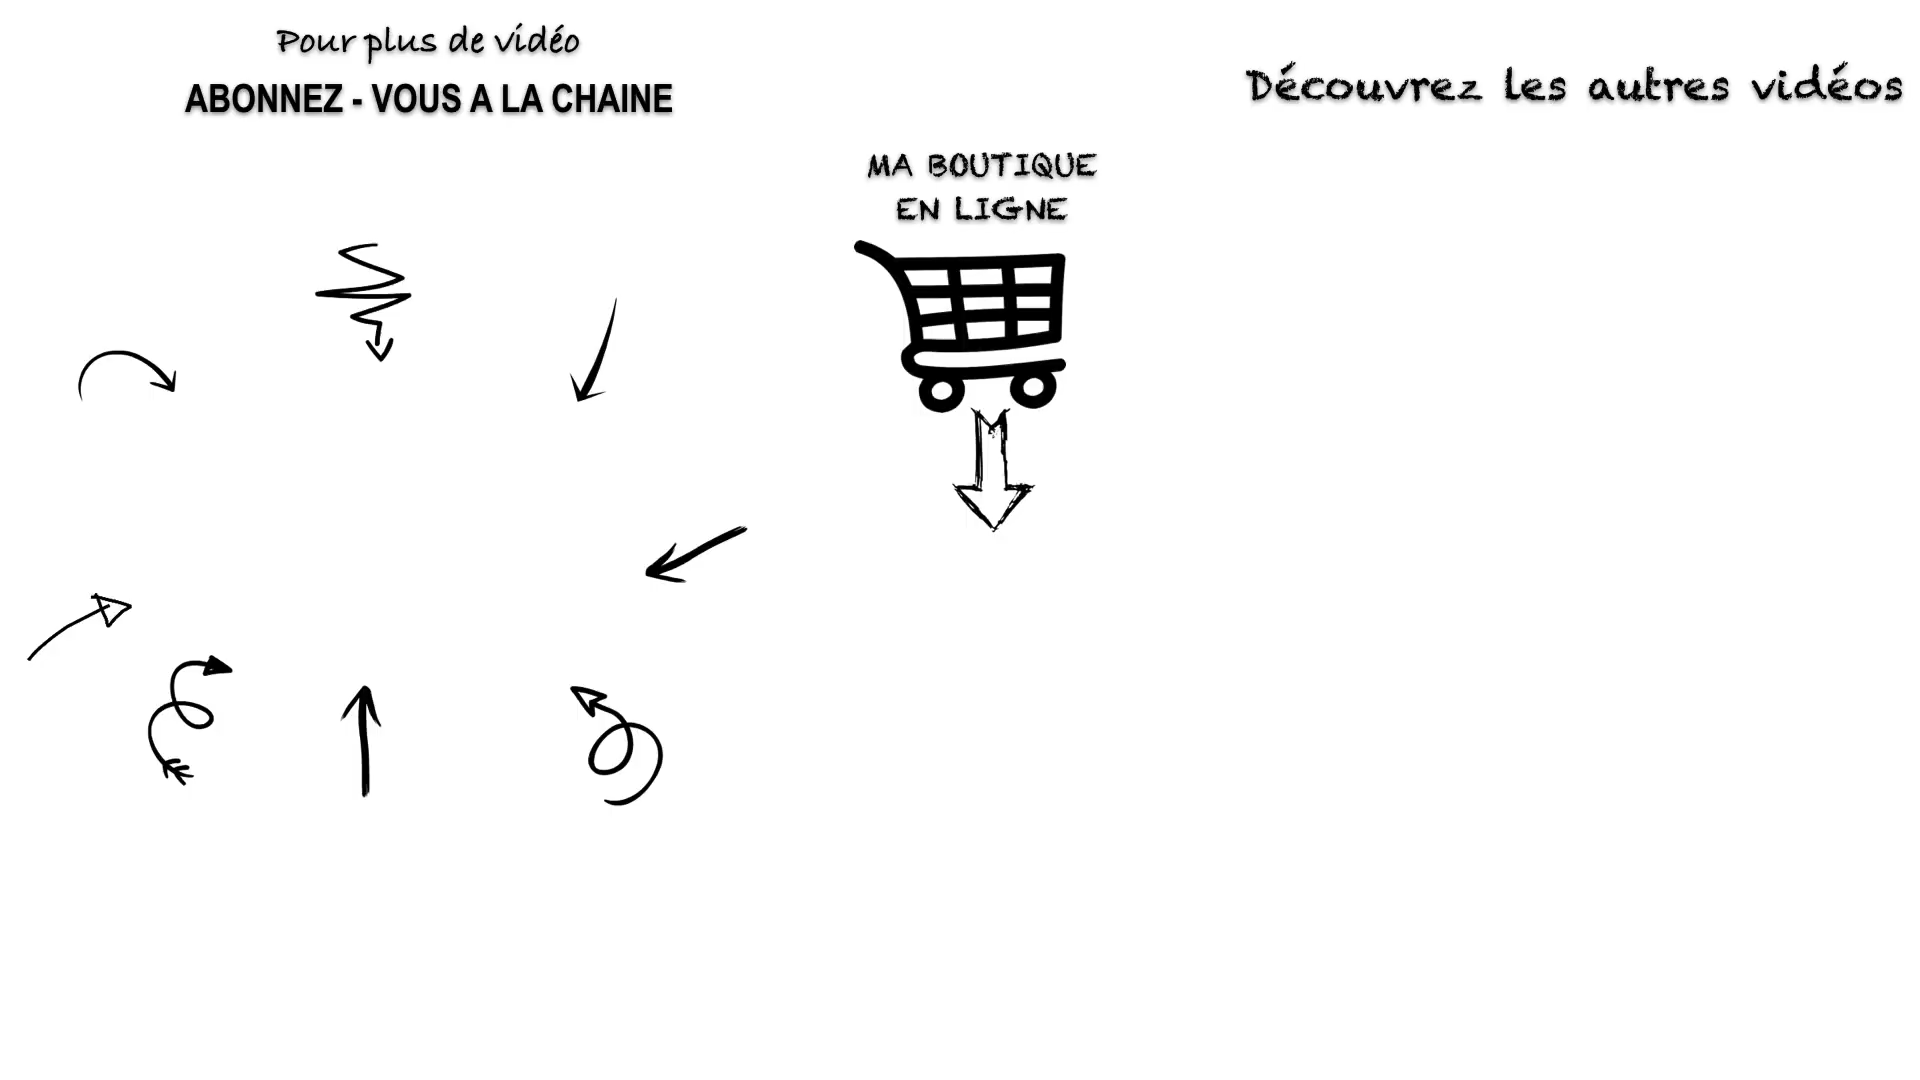 Pour plus de vidéo
ABONNEZ - VOUS A LA CHAINE
Découvrez les autres vidéos
MA BOUTIQUE
EN LIGNE